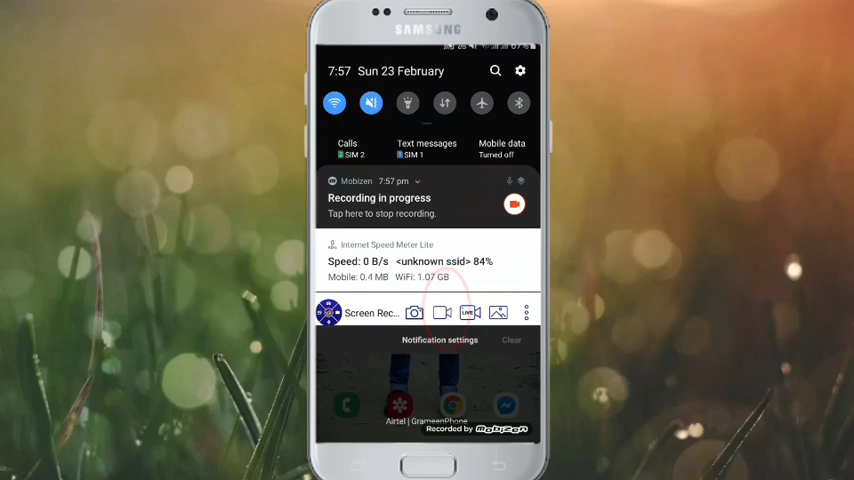 SAMSUNG
67%
7:57 Sun 23 February
Calls Text messages Mobile data
2 SIM 2 1 SIM 1 Turned off
Mobizen 7:57 pm
Recording in progress
Tap here to stop recording.
Internet Speed Meter Lite
Speed: 0 B/s <unknown ssid> 84%
Mobile: 0.4 MB WiFi: 1.07 GB
Screen Rec... LIVE
Notification settings Clear
Airtel | GrameenPhone
Recorded by mobizen